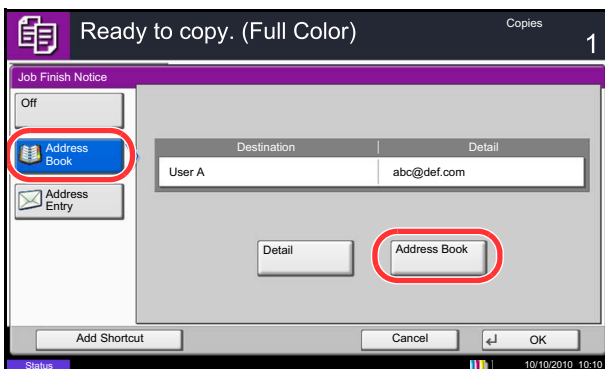 Ready to copy. (Full Color)
Copies
1
Job Finish Notice
Off
Address
Book
Address
Entry
Destination
Detail
User A
abc@def.com
Detail
Address Book
Add Shortcut
Cancel
OK
Status
10/10/2010 10:10